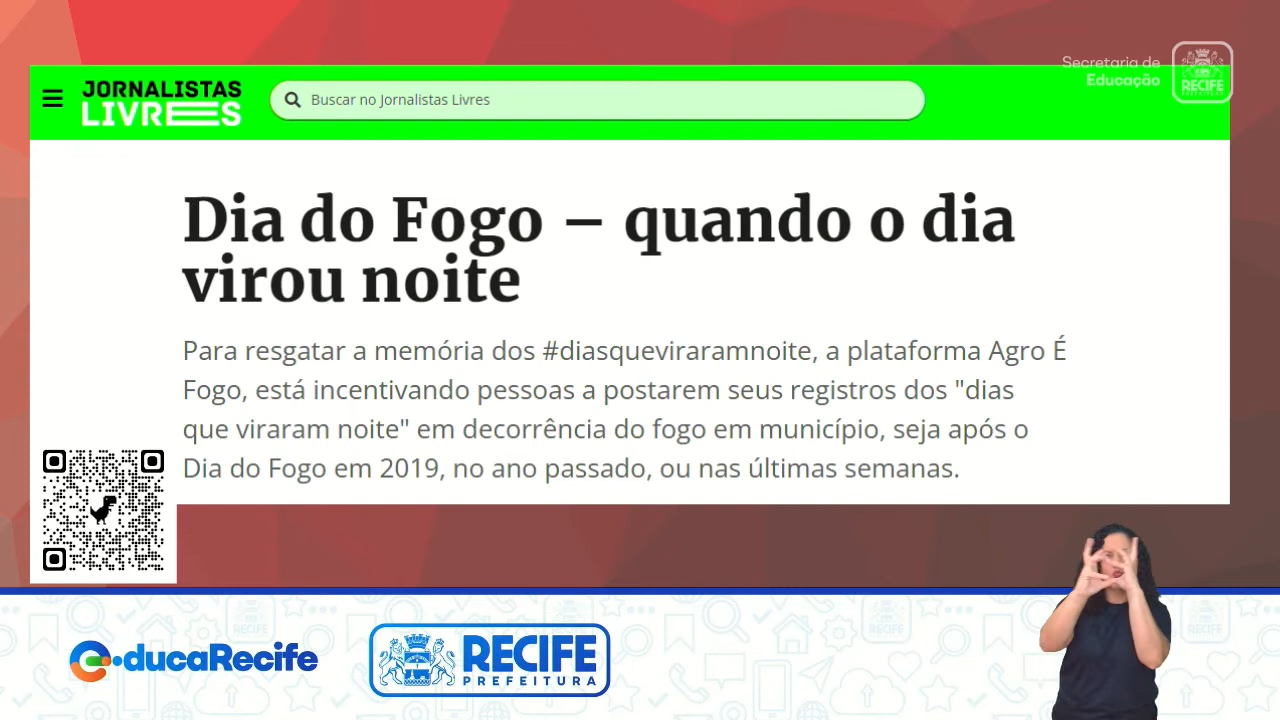 Secretaria de
Educação
RECIFE
PREFEITURA
JORNALISTAS
LIVRES
Buscar no Jornalistas Livres
Dia do Fogo – quando o dia
virou noite
Para resgatar a memória dos #diasqueviraramnoite, a plataforma Agro É
Fogo, está incentivando pessoas a postarem seus registros dos "dias
que viraram noite" em decorrência do fogo em município, seja após o
Dia do Fogo em 2019, no ano passado, ou nas últimas semanas.
ducaRecife
RECIFE
PREFEITURA